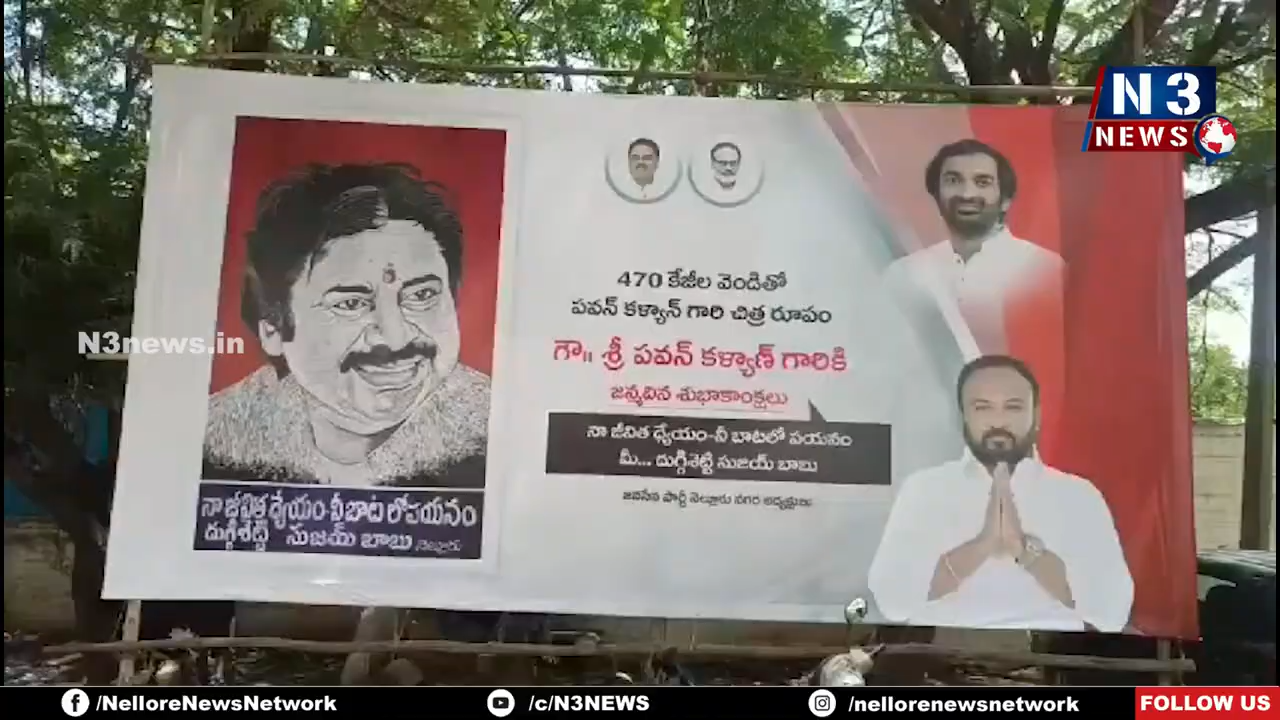 N3
NEWS
470 కేజీల వెండితో
పవన్ కళ్యాన్ గారి చిత్ర రూపం
గౌ॥ శ్రీ పవన్ కళ్యాణ్ గారికి
జన్మదిన శుభాకాంక్షలు
నా జీవిత ధ్యేయం-నీ బాటలో పయనం
మీ... దుగ్గిశెట్టి సుజయ్ బాబు
జనసేన పార్టీ నెల్లూరు నగర అధ్యక్షులు
N3news.in
నా జీవిత ధ్యేయం-నీ బాట లో పయనం
దుగ్గిశెట్టి సుజయ్ బాబు నెల్లూరు
/NelloreNewsNetwork
/c/N3NEWS
/nellorenewsnetwork
FOLLOW US